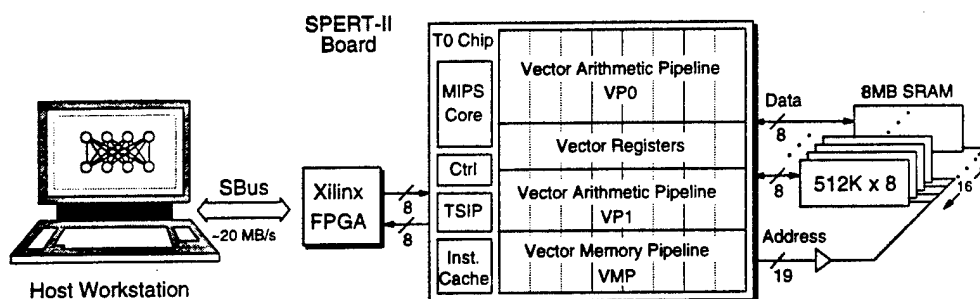 SPERT-II
Board
T0 Chip
MIPS
Core
Ctrl
TSIP
Inst.
Cache
Vector Arithmetic Pipeline
VP0
Vector Registers
Vector Arithmetic Pipeline
VP1
Vector Memory Pipeline
VMP
SBus
~20 MB/s
Xilinx
FPGA
8
8
Data
8
8
8MB SRAM
512K x 8
16
Address
19
Host Workstation